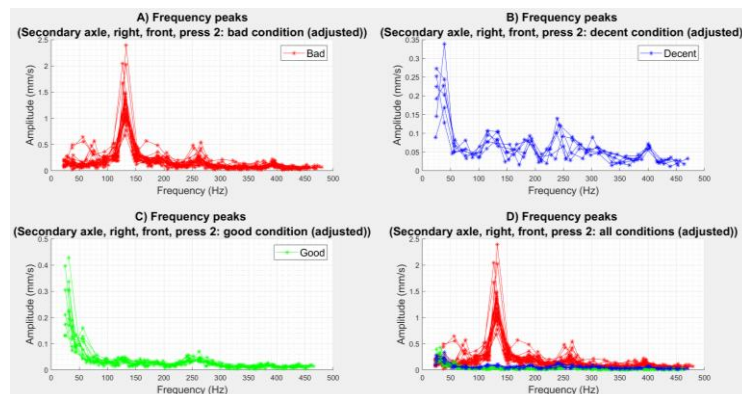 A) Frequency peaks
(Secondary axle, right, front, press 2: bad condition (adjusted))
2.5
2
1.5
1
0.5
0
Amplitude (mm/s)
Bad
0 50 100 150 200 250 300 350 400 450 500
Frequency (Hz)
B) Frequency peaks
(Secondary axle, right, front, press 2: decent condition (adjusted))
0.35
0.3
0.25
0.2
0.15
0.1
0.05
0
Amplitude (mm/s)
Decent
0 50 100 150 200 250 300 350 400 450 500
Frequency (Hz)
C) Frequency peaks
(Secondary axle, right, front, press 2: good condition (adjusted))
0.5
0.4
0.3
0.2
0.1
0
Amplitude (mm/s)
Good
0 50 100 150 200 250 300 350 400 450 500
Frequency (Hz)
D) Frequency peaks
(Secondary axle, right, front, press 2: all conditions (adjusted))
2.5
2
1.5
1
0.5
0
Amplitude (mm/s)
0 50 100 150 200 250 300 350 400 450 500
Frequency (Hz)